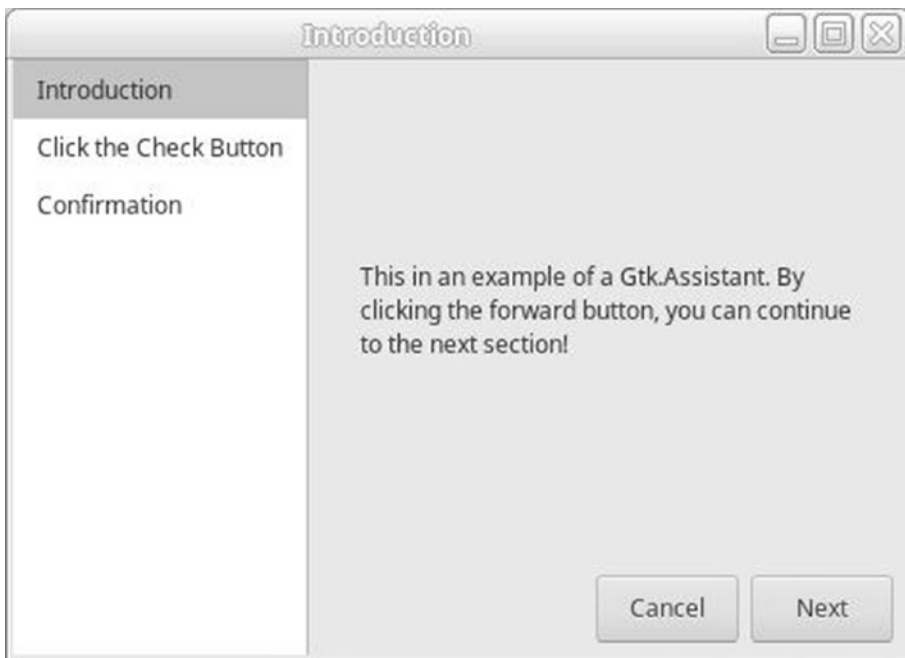 Introduction
Introduction
Click the Check Button
Confirmation
This in an example of a Gtk.Assistant. By
clicking the forward button, you can continue
to the next section!
Cancel
Next